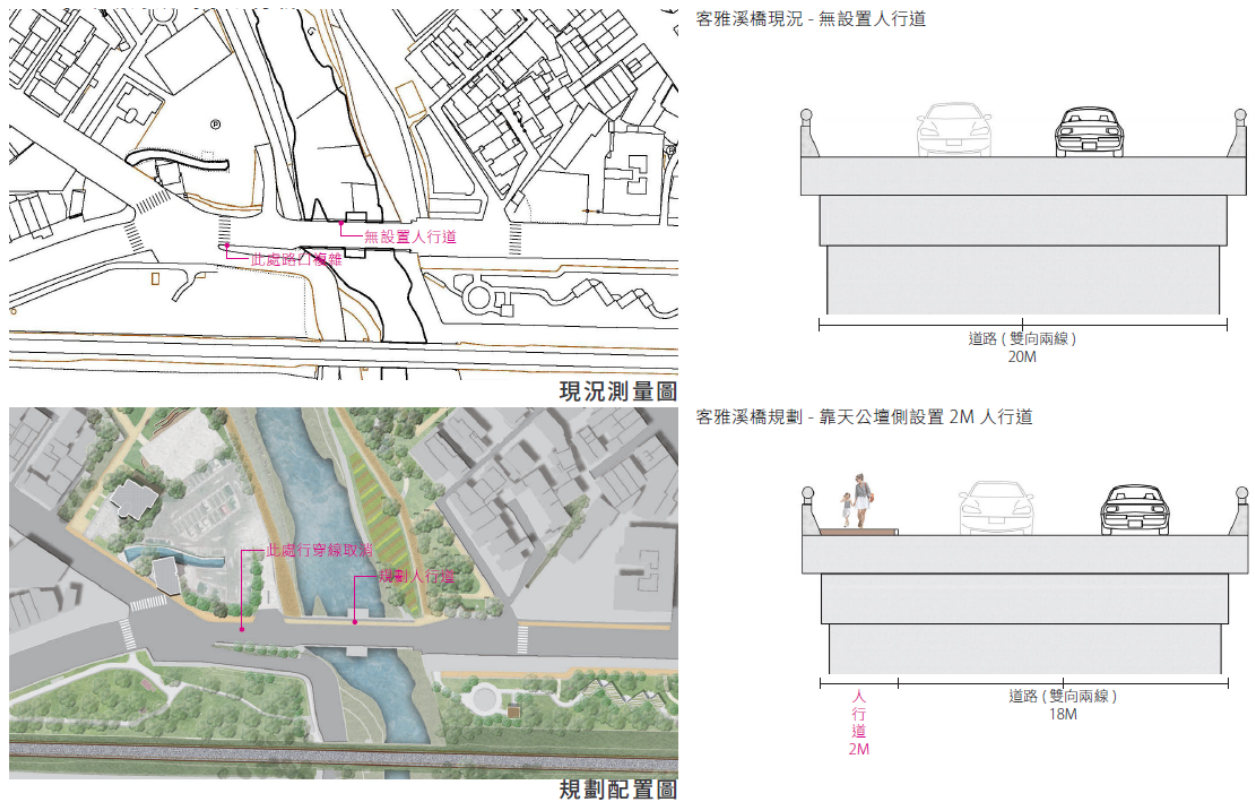 客雅溪橋現況 - 無設置人行道
無設置人行道
此處路口複雜
P
道路 ( 雙向兩線 )
20M
現況測量圖
客雅溪橋規劃 - 靠天公壇側設置 2M 人行道
此處行穿線取消
規劃人行道
人
行
道
2M
道路 ( 雙向兩線 )
18M
規劃配置圖